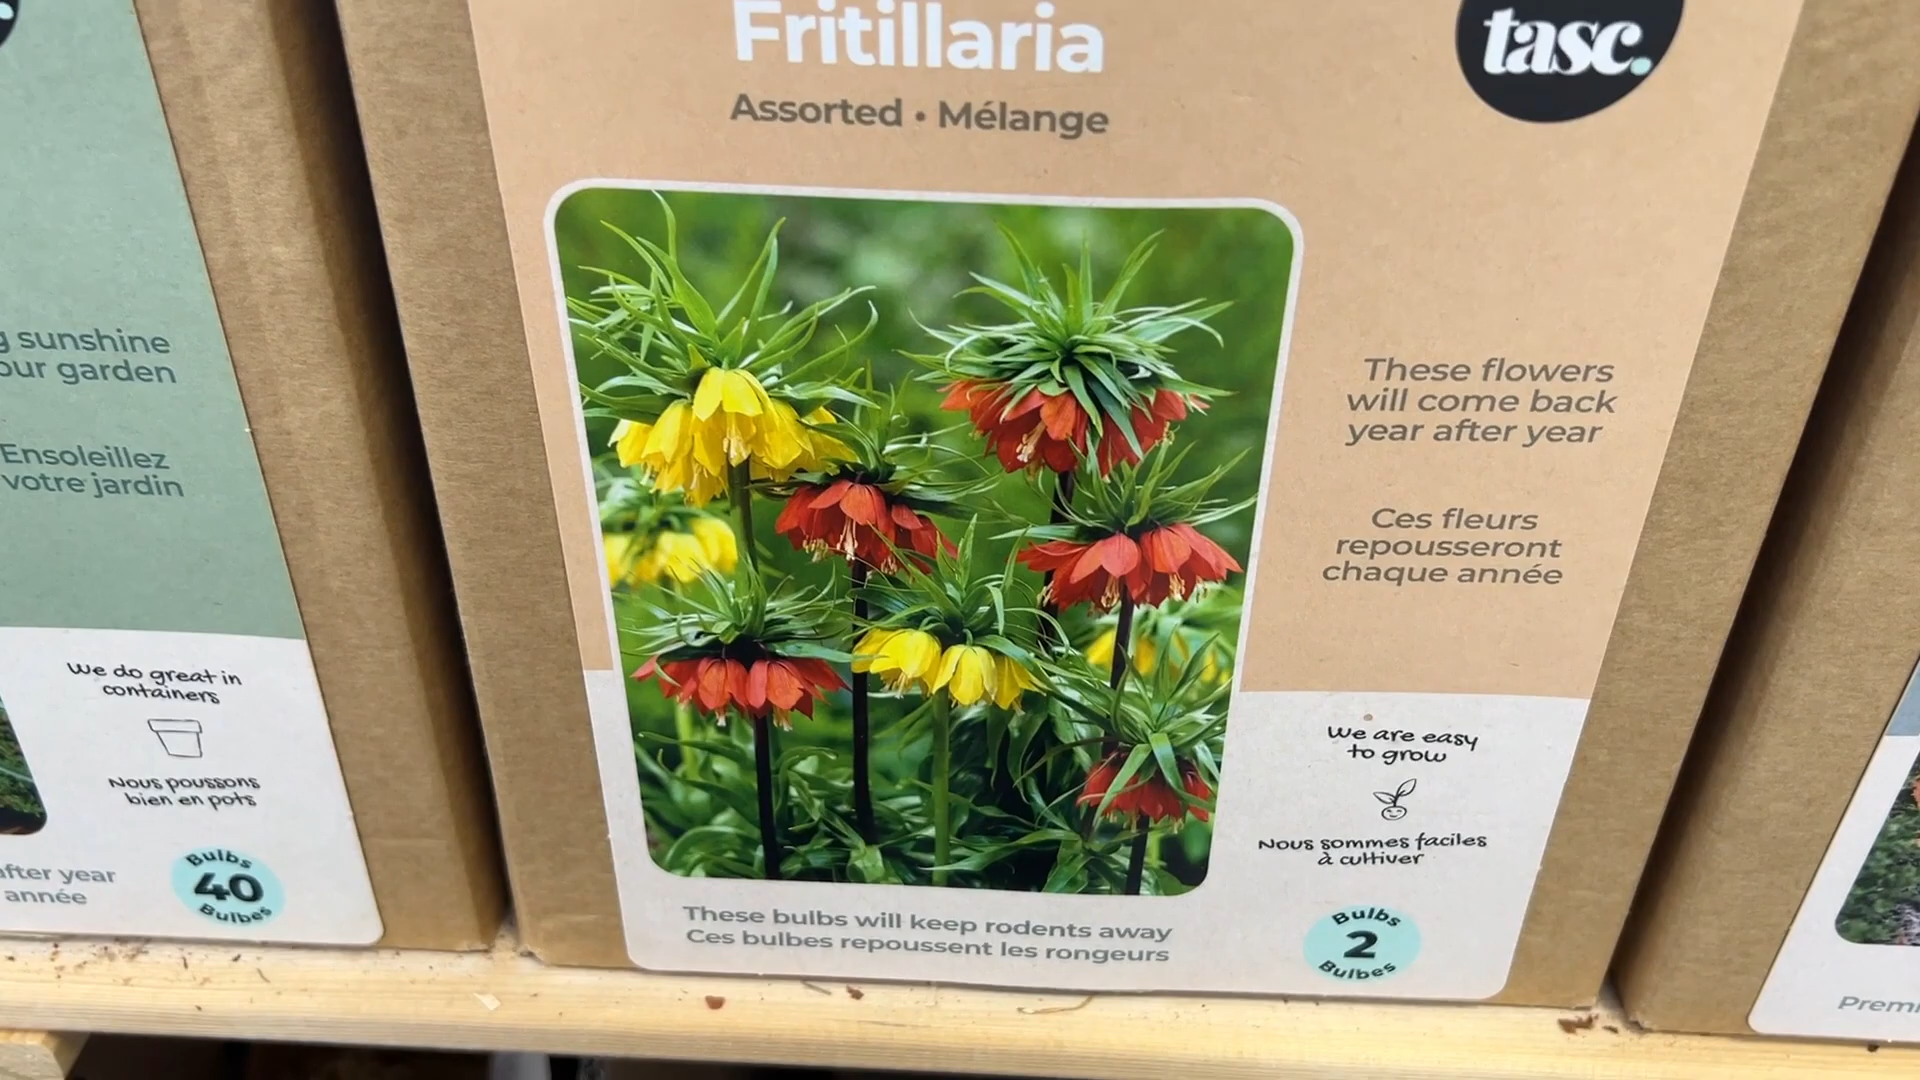 Fritillaria
Assorted • Mélange
tasc.
These flowers
will come back
year after year
Ces fleurs
repousseront
chaque année
We are easy
to grow
Nous sommes faciles
à cultiver
These bulbs will keep rodents away
Ces bulbes repoussent les rongeurs
Bulbs
2
Bulbes
sunshine
our garden
Ensoleillez
votre jardin
We do great in
containers
Nous poussons
bien en pots
after year
année
Bulbs
40
Bulbes